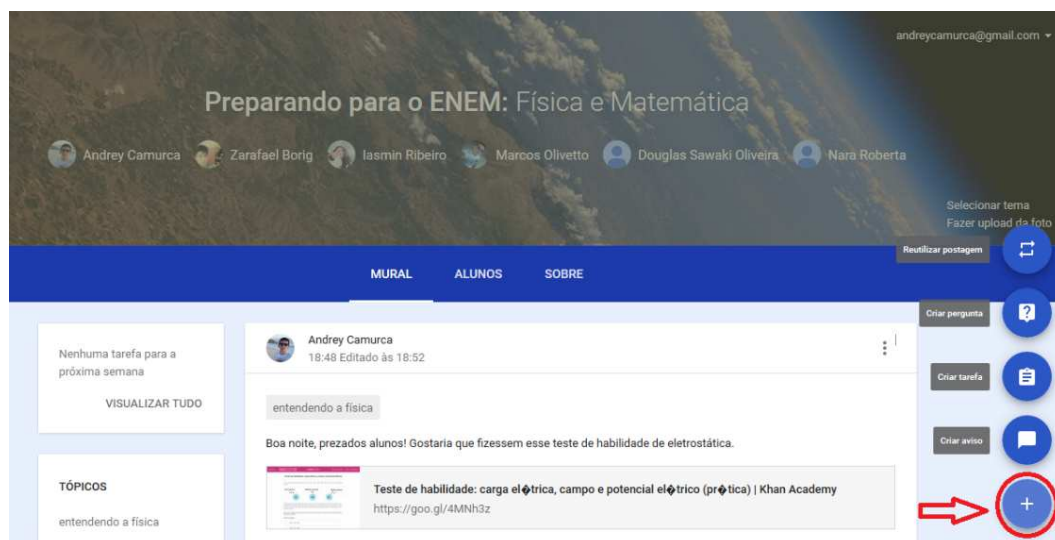 andreycamurca@gmail.com
Preparando para o ENEM: Física e Matemática
Andrey Camurca Zarafael Borig Iasmin Ribeiro Marcos Olivetto Douglas Sawaki Oliveira Nara Roberta
Selecionar tema
Fazer upload da foto
Reutilizar postagem
MURAL ALUNOS SOBRE
Criar pergunta
Nenhuma tarefa para a
próxima semana
VISUALIZAR TUDO
Andrey Camurca
18:48 Editado às 18:52
Criar tarefa
entendendo a física
Criar aviso
Boa noite, prezados alunos! Gostaria que fizessem esse teste de habilidade de eletrostática.
TÓPICOS
entendendo a física
Teste de habilidade: carga el�trica, campo e potencial el�trico (pr�tica) | Khan Academy
https://goo.gl/4MNh3z